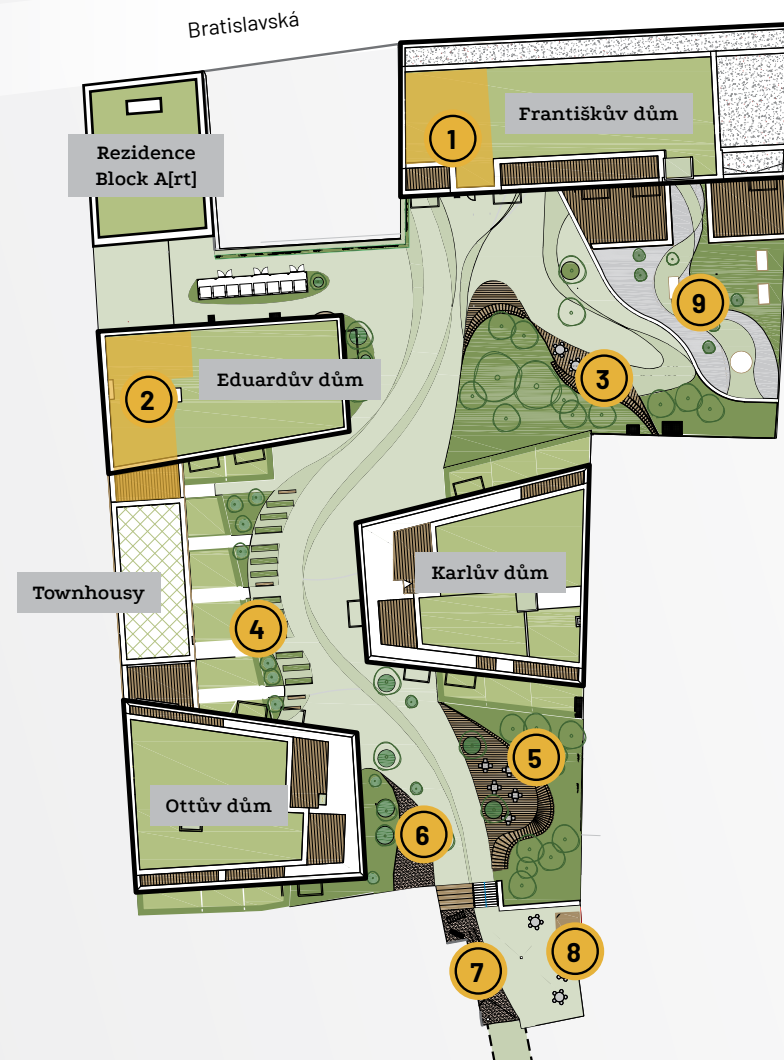 Bratislavská
Františkův dům
1
Rezidence
Block A[rt]
9
Eduardův dům
2
3
Karlův dům
Townhousy
4
5
Ottův dům
6
8
7